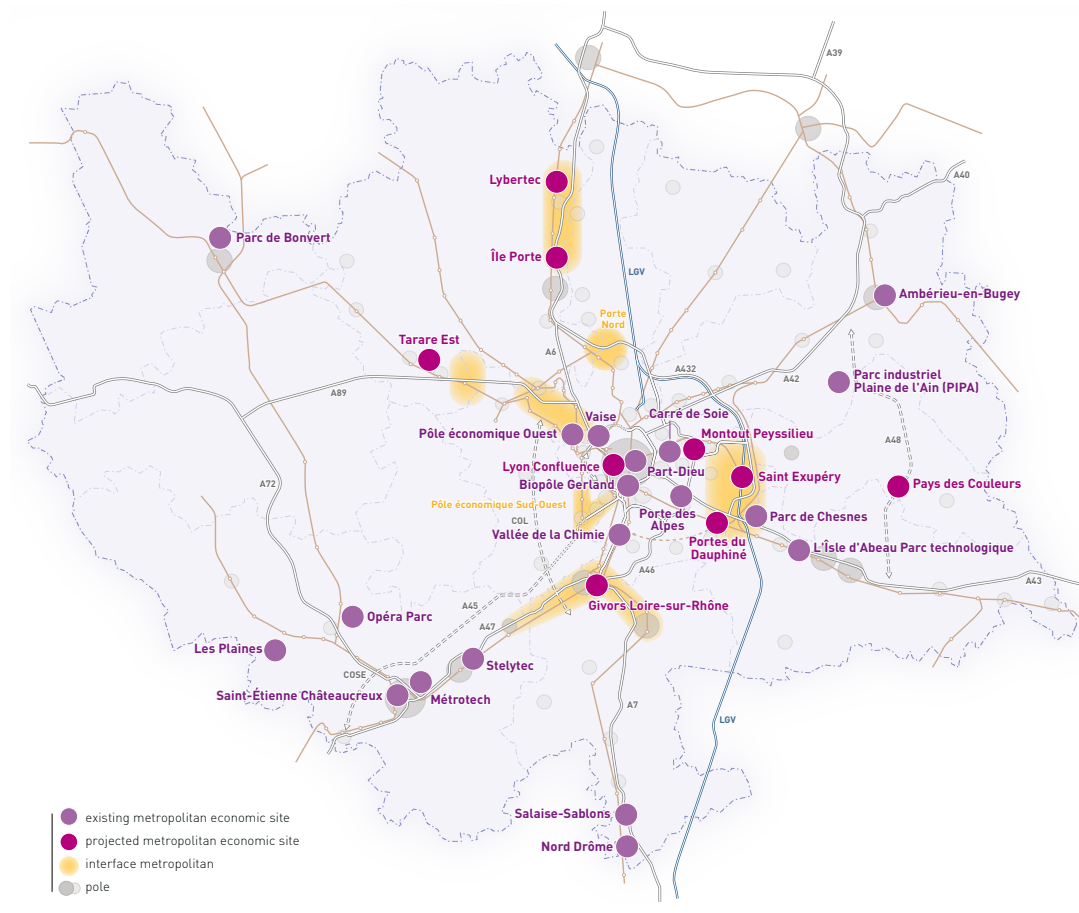 A39
A40
Lybertec
Parc de Bonvert
Île Porte
LGV
Ambérieu-en-Bugey
Porte
Nord
Tarare Est
A6
A432
A42
Parc industriel
Plaine de l'Ain (PIPA)
A89
Vaise
Carré de Soie
Pôle économique Ouest
Montout Peyssilieu
A48
Lyon Confluence
Part-Dieu
Saint Exupéry
Biopôle Gerland
Pays des Couleurs
A72
Pôle économique Sud-Ouest
COL
Porte des
Alpes
Parc de Chesnes
Vallée de la Chimie
Portes du
Dauphiné
L'Îsle d'Abeau Parc technologique
A46
A43
Givors Loire-sur-Rhône
A45
Opéra Parc
A47
Les Plaines
Stelytec
COSE
Saint-Étienne Châteaucreux
Métrotech
A7
LGV
Salaise-Sablons
Nord Drôme
existing metropolitan economic site
projected metropolitan economic site
interface metropolitan
pole